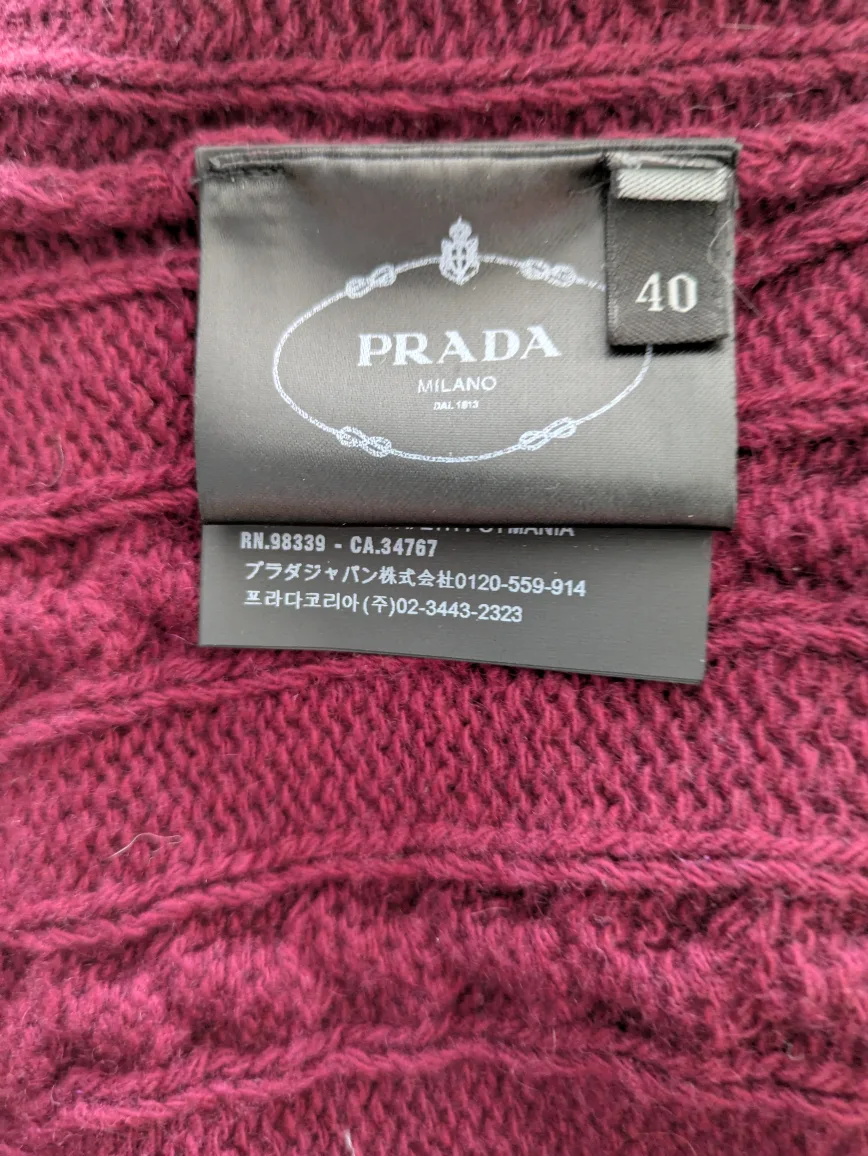 PRADA
MILANO
DAL 1913
40
RN.98339 - CA.34767
プラダジャパン株式会社0120-559-914
프라다코리아(주)02-3443-2323